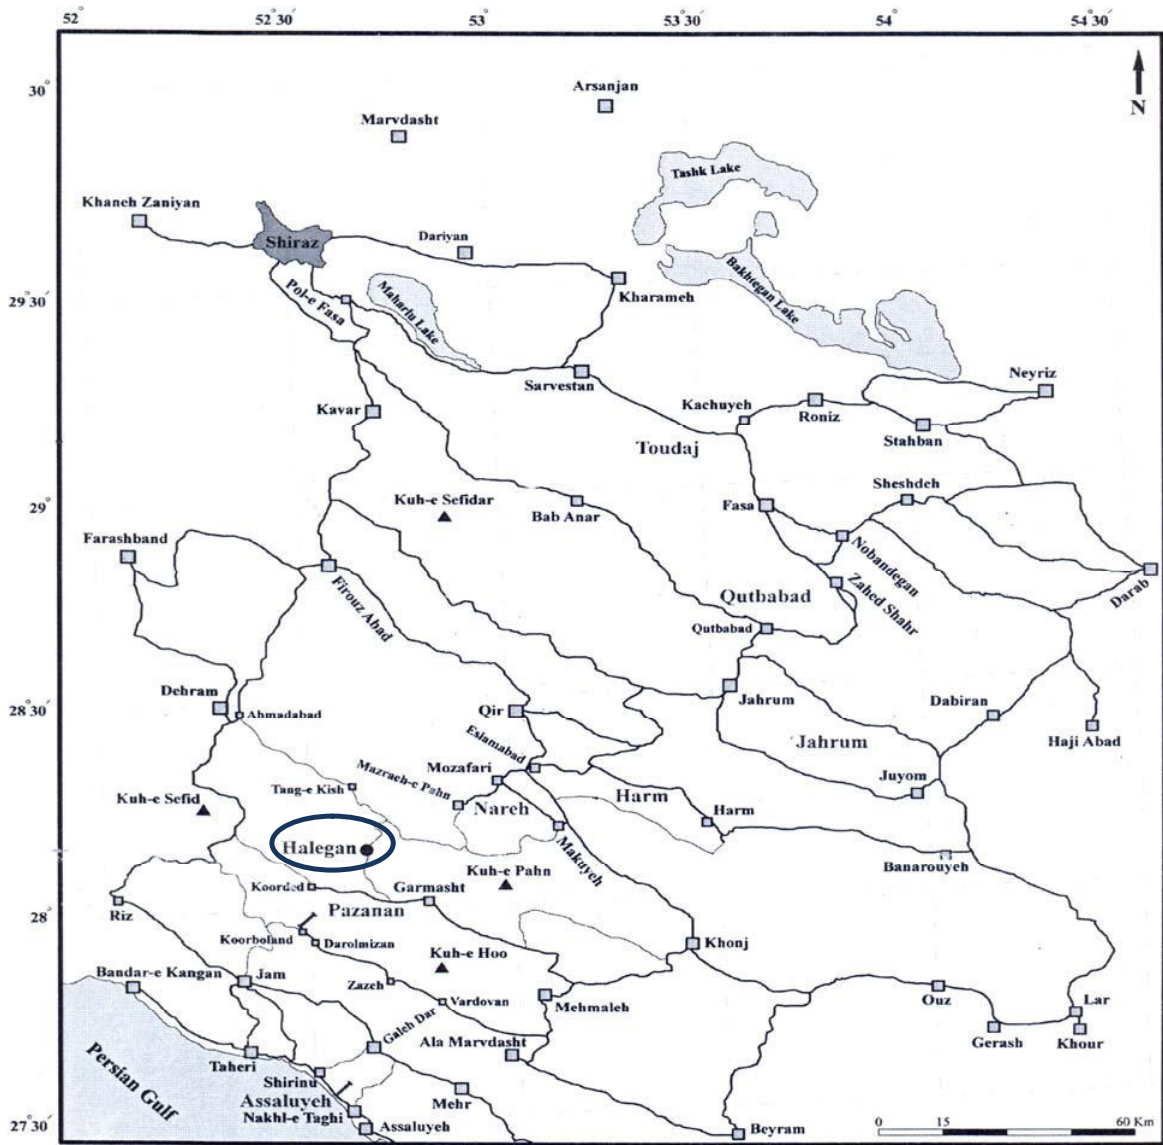 52° 52° 30´ 53° 53° 30´ 54° 54° 30´
30°
Arsanjan
N
Marvdasht
Tashk Lake
Khaneh Zaniyan
Shiraz
Dariyan
Bakhtegan Lake
Kharameh
29° 30´
Pol-e Fasa
Maharlu Lake
Sarvestan
Neyriz
Kachuyeh
Roniz
Kavar
Stahban
Toudaj
Sheshdeh
Kuh-e Sefidar
Bab Anar
Fasa
29°
Nobandegan
Farashband
Zahed Shahr
Darab
Firouz Abad
Qutbabad
Qutbabad
Dehram
Jahrum
Dabiran
28° 30´
Ahmadabad
Qir
Haji Abad
Jahrum
Eslamabad
Mozafari
Juyom
Mazraeh-e Pahn
Tang-e Kish
Kuh-e Sefid
Nareh
Harm
Harm
Halegan
Makuyeh
Banarouyeh
Kuh-e Pahn
Koorded
Garmasht
28°
Riz
Pazanan
Koorboland
Darolmizan
Khonj
Kuh-e Hoo
Bandar-e Kangan
Jam
Zazeh
Vardovan
Mehmaleh
Ouz
Lar
Galeh Dar
Ala Marvdasht
Gerash
Khour
Persian Gulf
Taheri
Shirinu
Assaluyeh
Mehr
Nakhl-e Taghi
27° 30´
Assaluyeh
Beyram
0 15 60 Km